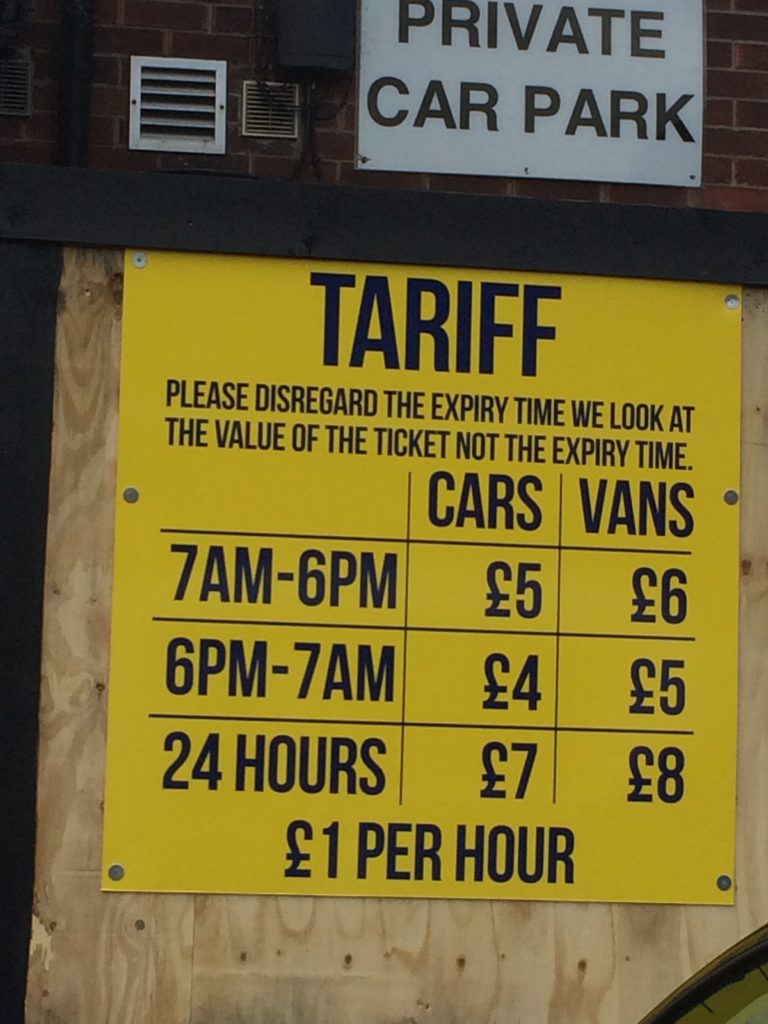 PRIVATE
CAR PARK
TARIFF
PLEASE DISREGARD THE EXPIRY TIME WE LOOK AT
THE VALUE OF THE TICKET NOT THE EXPIRY TIME.
CARS VANS
7AM-6PM £5 £6
6PM-7AM £4 £5
24 HOURS £7 £8
£1 PER HOUR